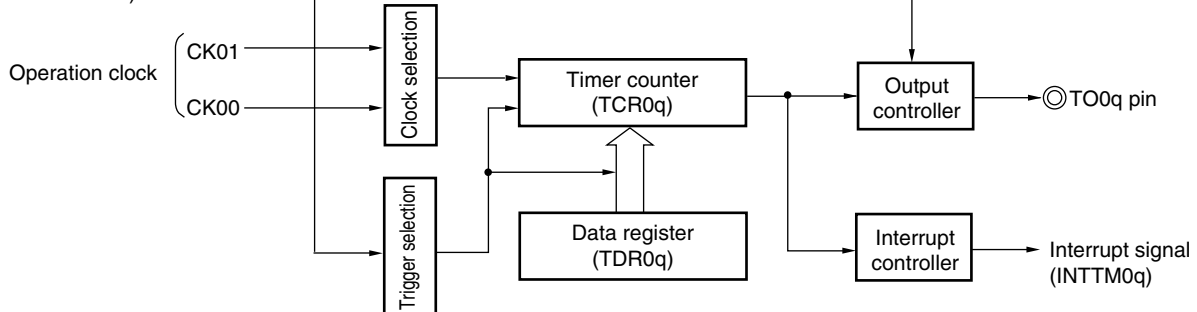 Operation clock
CK01
CK00
Clock selection
Timer counter
(TCR0q)
Output
controller
TO0q pin
Trigger selection
Data register
(TDR0q)
Interrupt
controller
Interrupt signal
(INTTM0q)